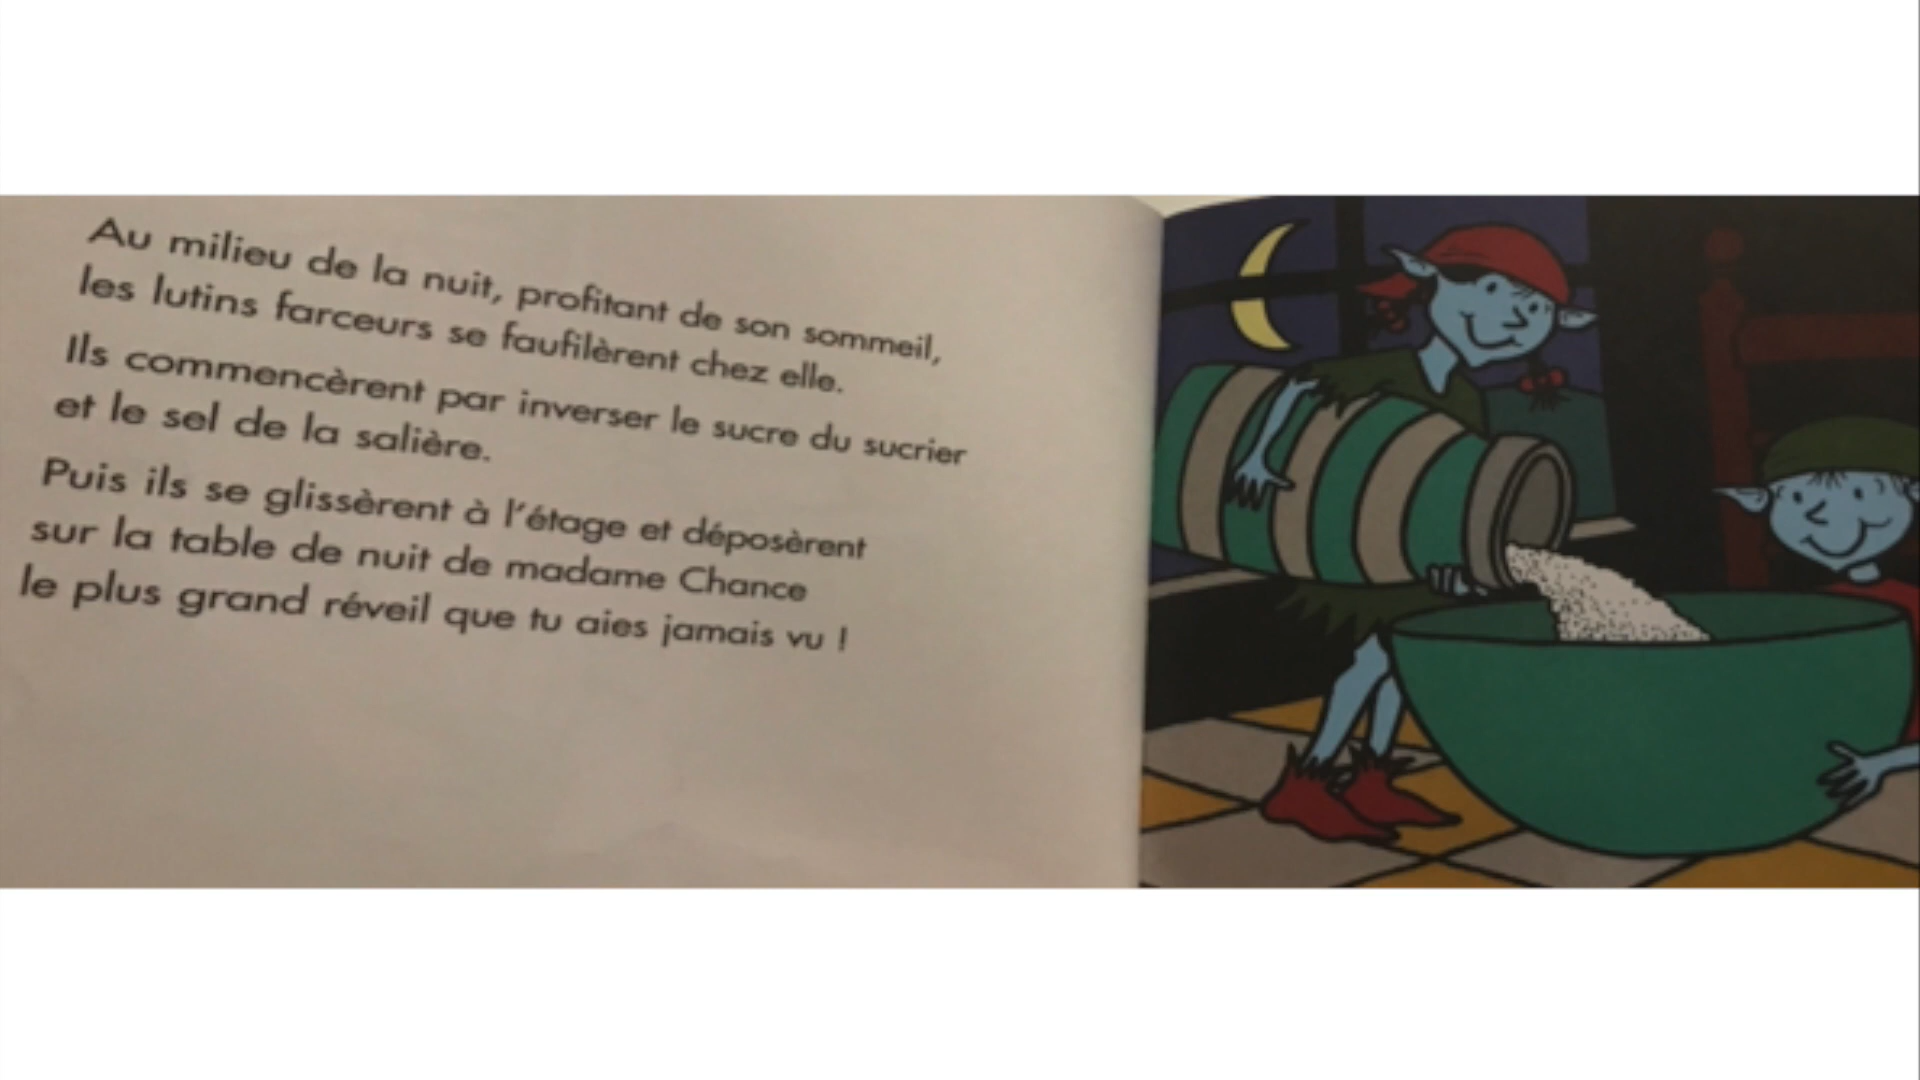 Au milieu de la nuit, profitant de son sommeil,
les lutins farceurs se faufilèrent chez elle.
Ils commencèrent par inverser le sucre du sucrier
et le sel de la salière.
Puis ils se glissèrent à l'étage et déposèrent
sur la table de nuit de madame Chance
le plus grand réveil que tu aies jamais vu !